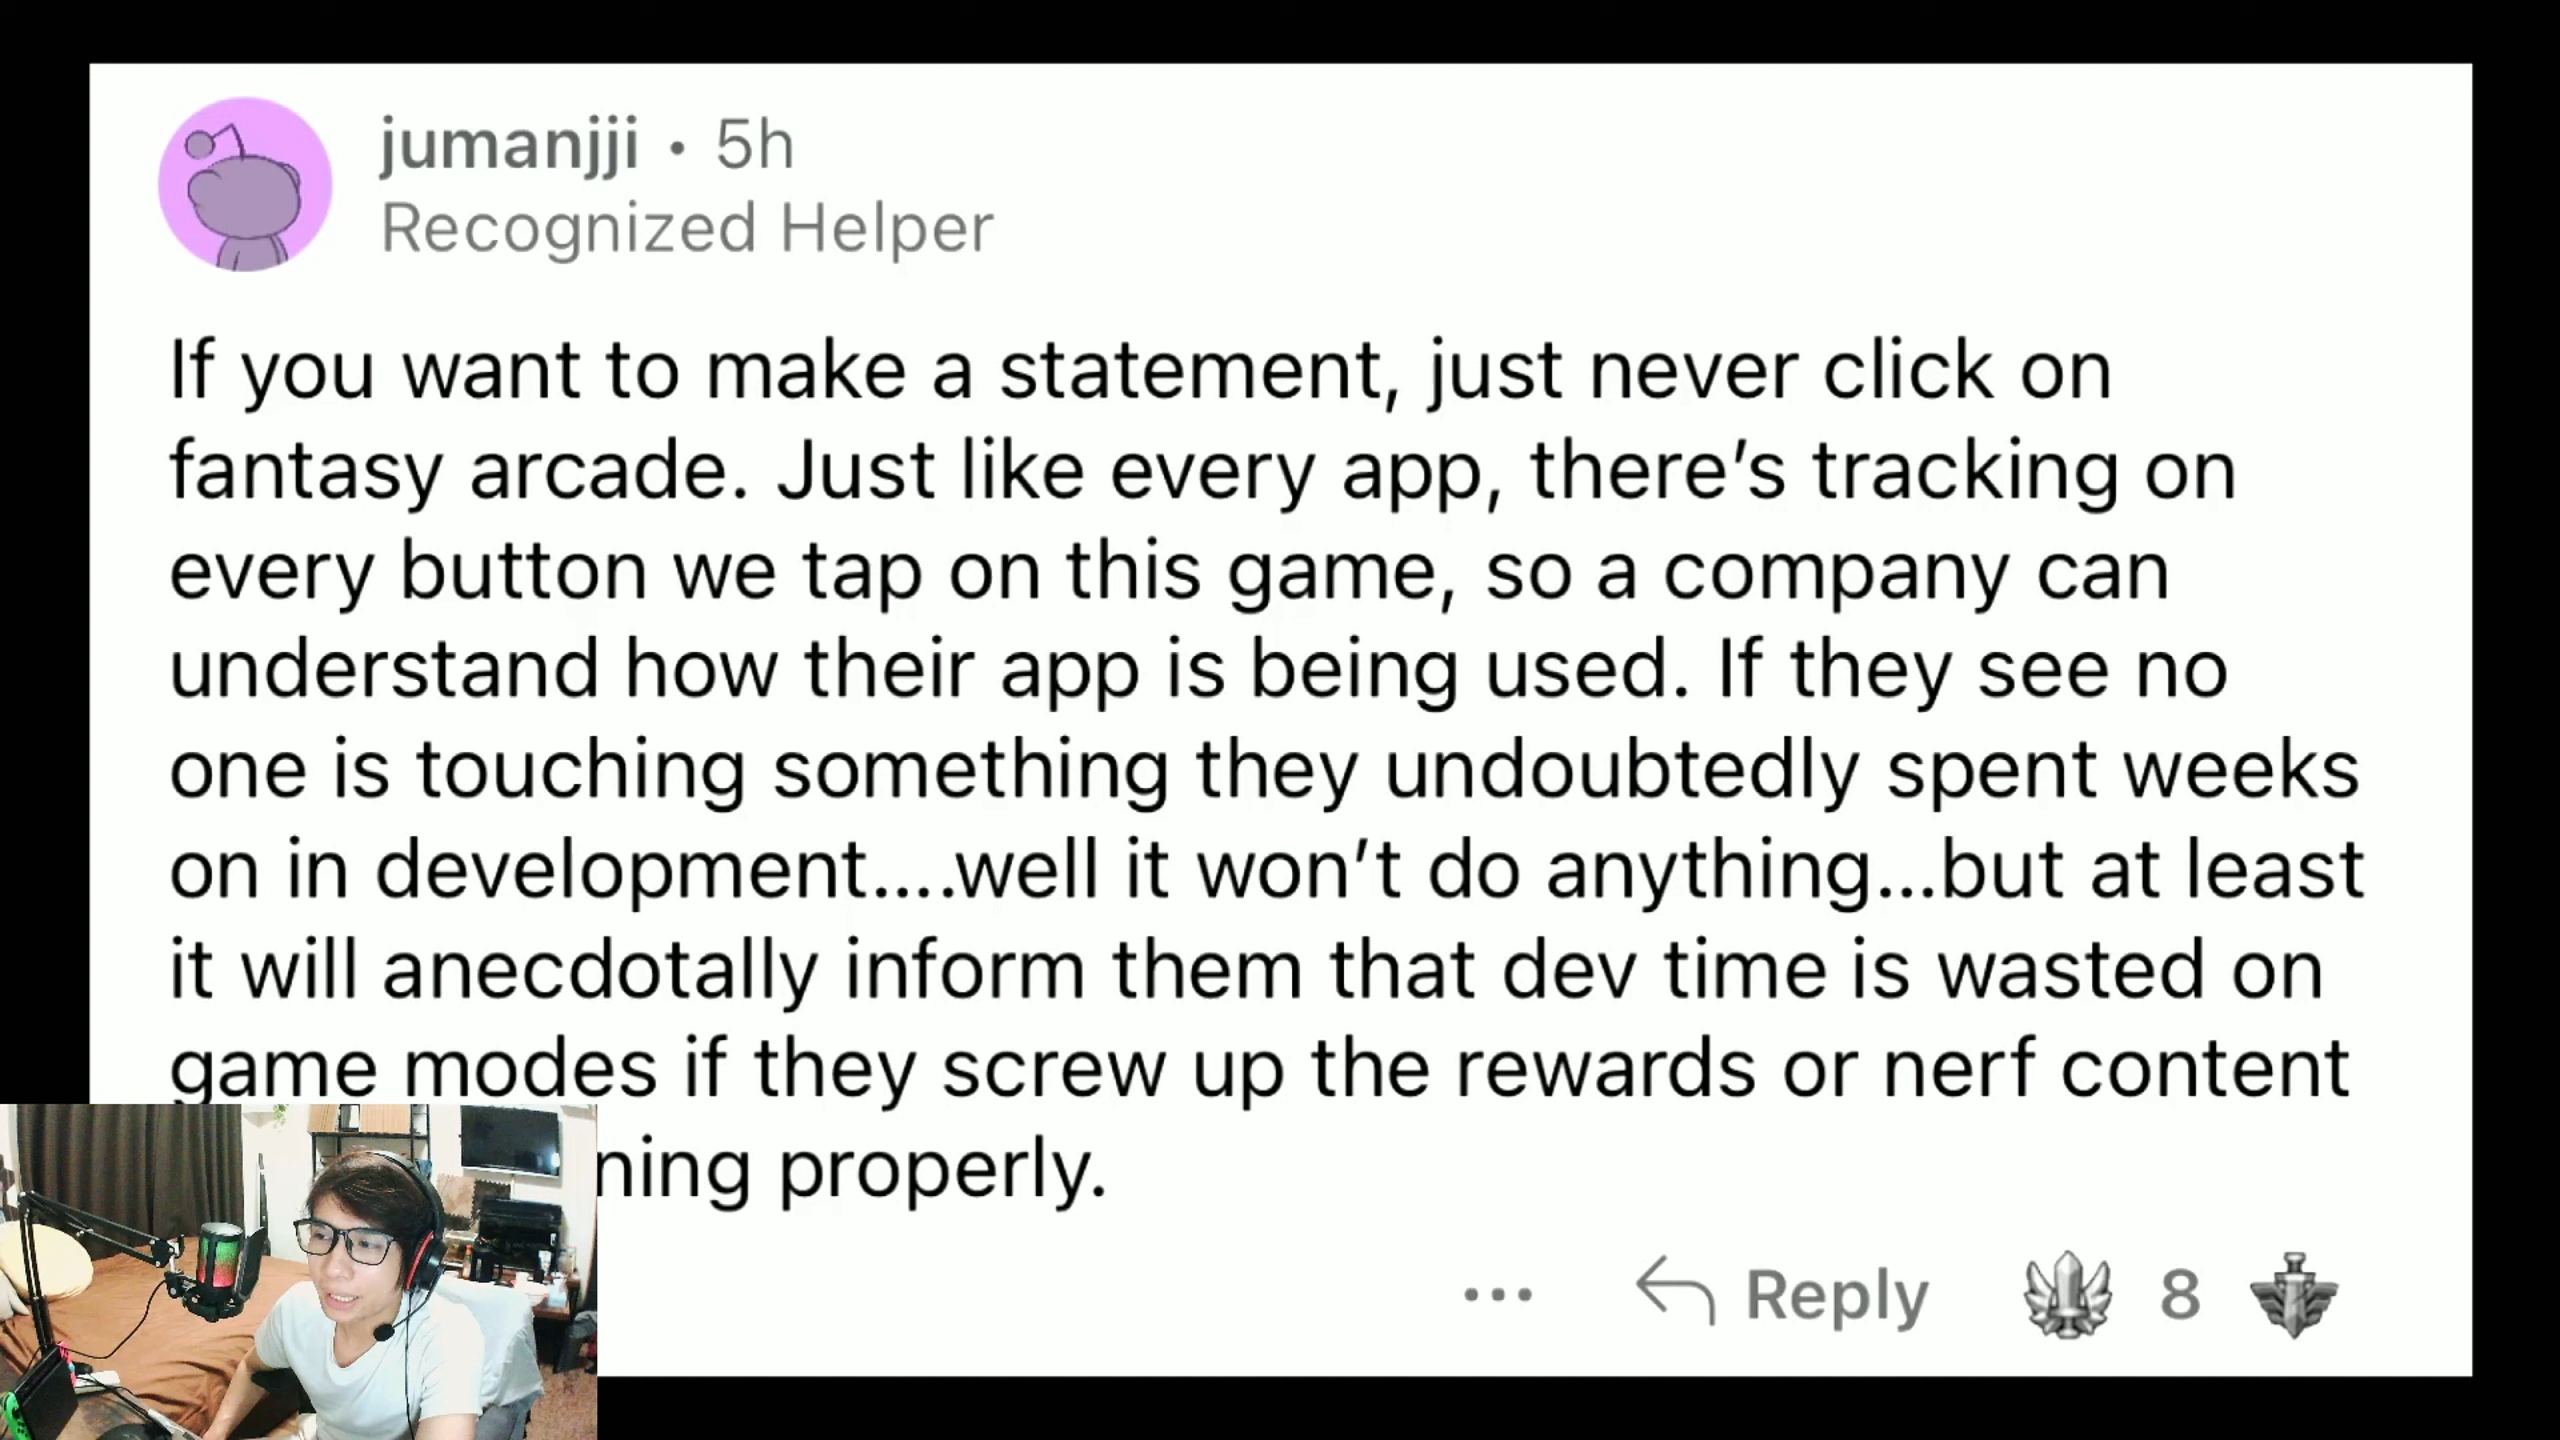 jumanjji • 5h
Recognized Helper
If you want to make a statement, just never click on
fantasy arcade. Just like every app, there’s tracking on
every button we tap on this game, so a company can
understand how their app is being used. If they see no
one is touching something they undoubtedly spent weeks
on in development....well it won’t do anything...but at least
it will anecdotally inform them that dev time is wasted on
game modes if they screw up the rewards or nerf content
properly.
... Reply 8